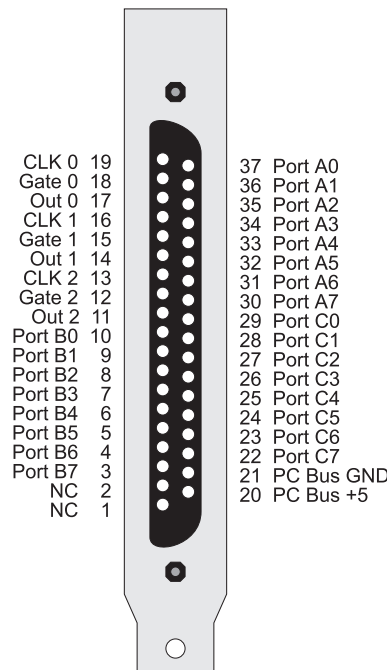 CLK 0 19
Gate 0 18
Out 0 17
CLK 1 16
Gate 1 15
Out 1 14
CLK 2 13
Gate 2 12
Out 2 11
Port B0 10
Port B1 9
Port B2 8
Port B3 7
Port B4 6
Port B5 5
Port B6 4
Port B7 3
NC 2
NC 1
37 Port A0
36 Port A1
35 Port A2
34 Port A3
33 Port A4
32 Port A5
31 Port A6
30 Port A7
29 Port C0
28 Port C1
27 Port C2
26 Port C3
25 Port C4
24 Port C5
23 Port C6
22 Port C7
21 PC Bus GND
20 PC Bus +5